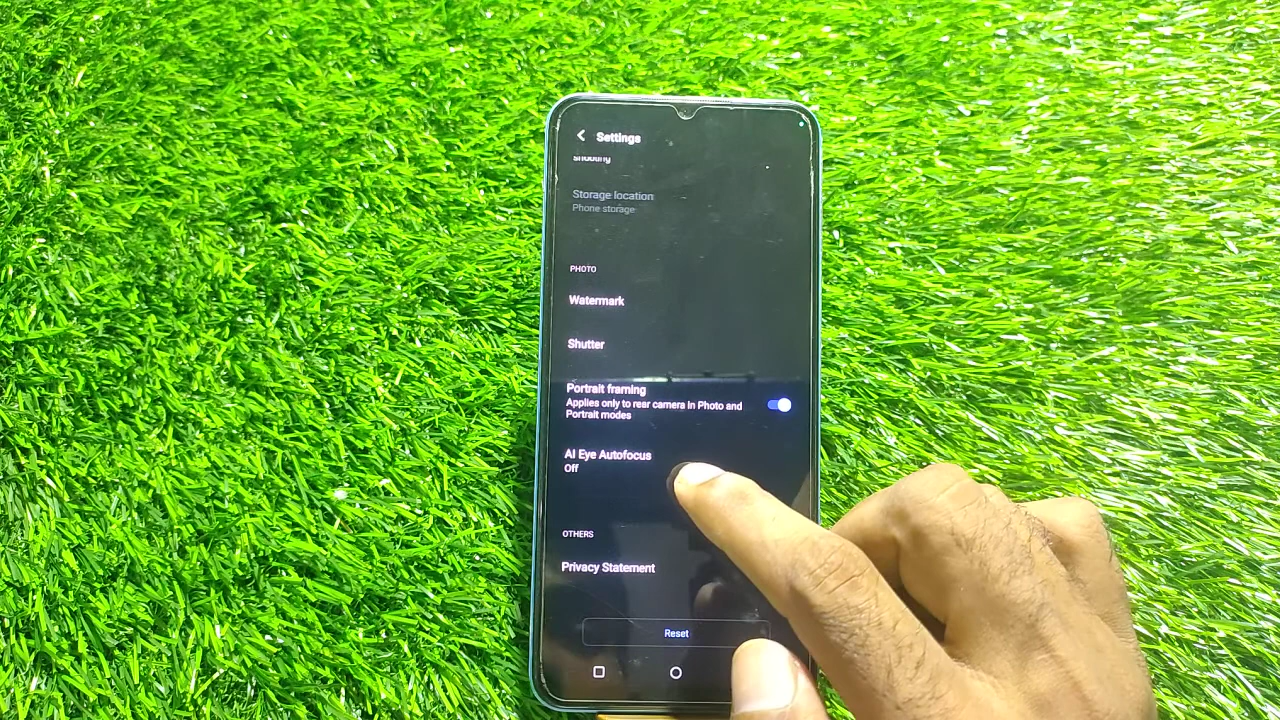 Settings
shooting
Storage location
Phone storage
PHOTO
Watermark
Shutter
Portrait framing
Applies only to rear camera in Photo and
Portrait modes
AI Eye Autofocus
Off
OTHERS
Privacy Statement
Reset